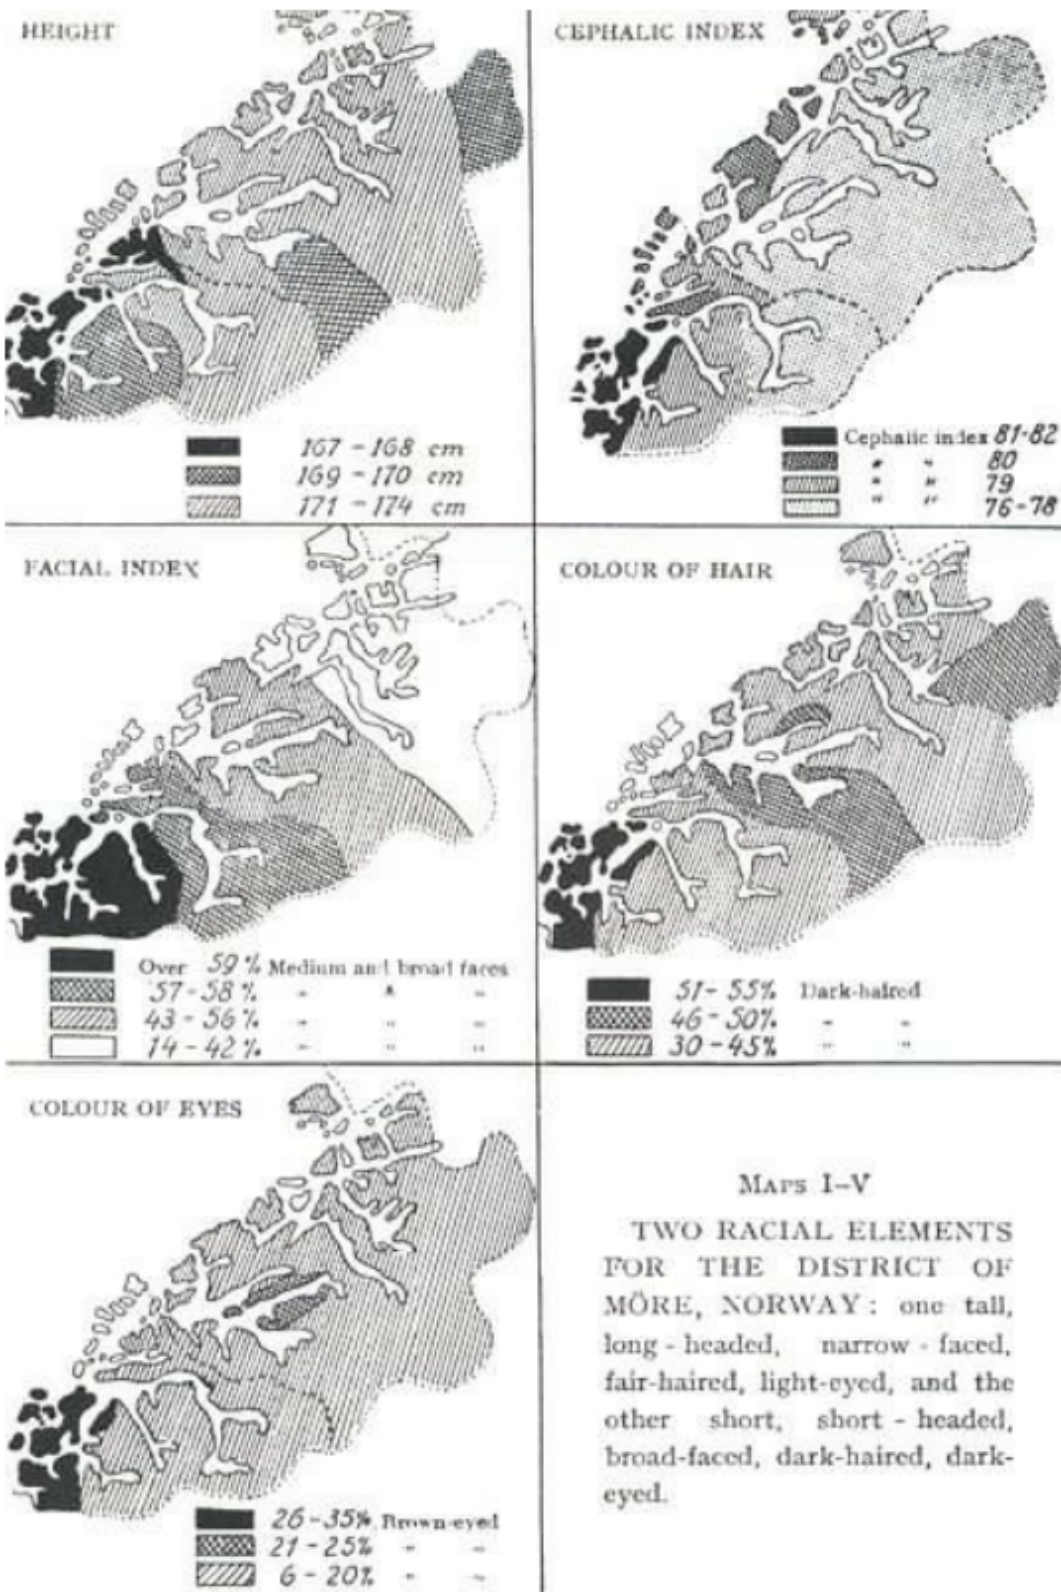 HEIGHT
167 - 168 cm
169 - 170 cm
171 - 174 cm
CEPHALIC INDEX
Cephalic index 81-82
" " 80
" " 79
" " 76-78
FACIAL INDEX
Over 59% Medium and broad faces
57-58% " " "
43-56% " " "
14-42% " " "
COLOUR OF HAIR
51-55% Dark-haired
46-50% " "
30-45% " "
COLOUR OF EYES
26-35% Brown-eyed
21-25% " "
6-20% " "
MAPS I–V
TWO RACIAL ELEMENTS
FOR THE DISTRICT OF
MÖRE, NORWAY: one tall,
long-headed, narrow-faced,
fair-haired, light-eyed, and the
other short, short-headed,
broad-faced, dark-haired, dark-
eyed.